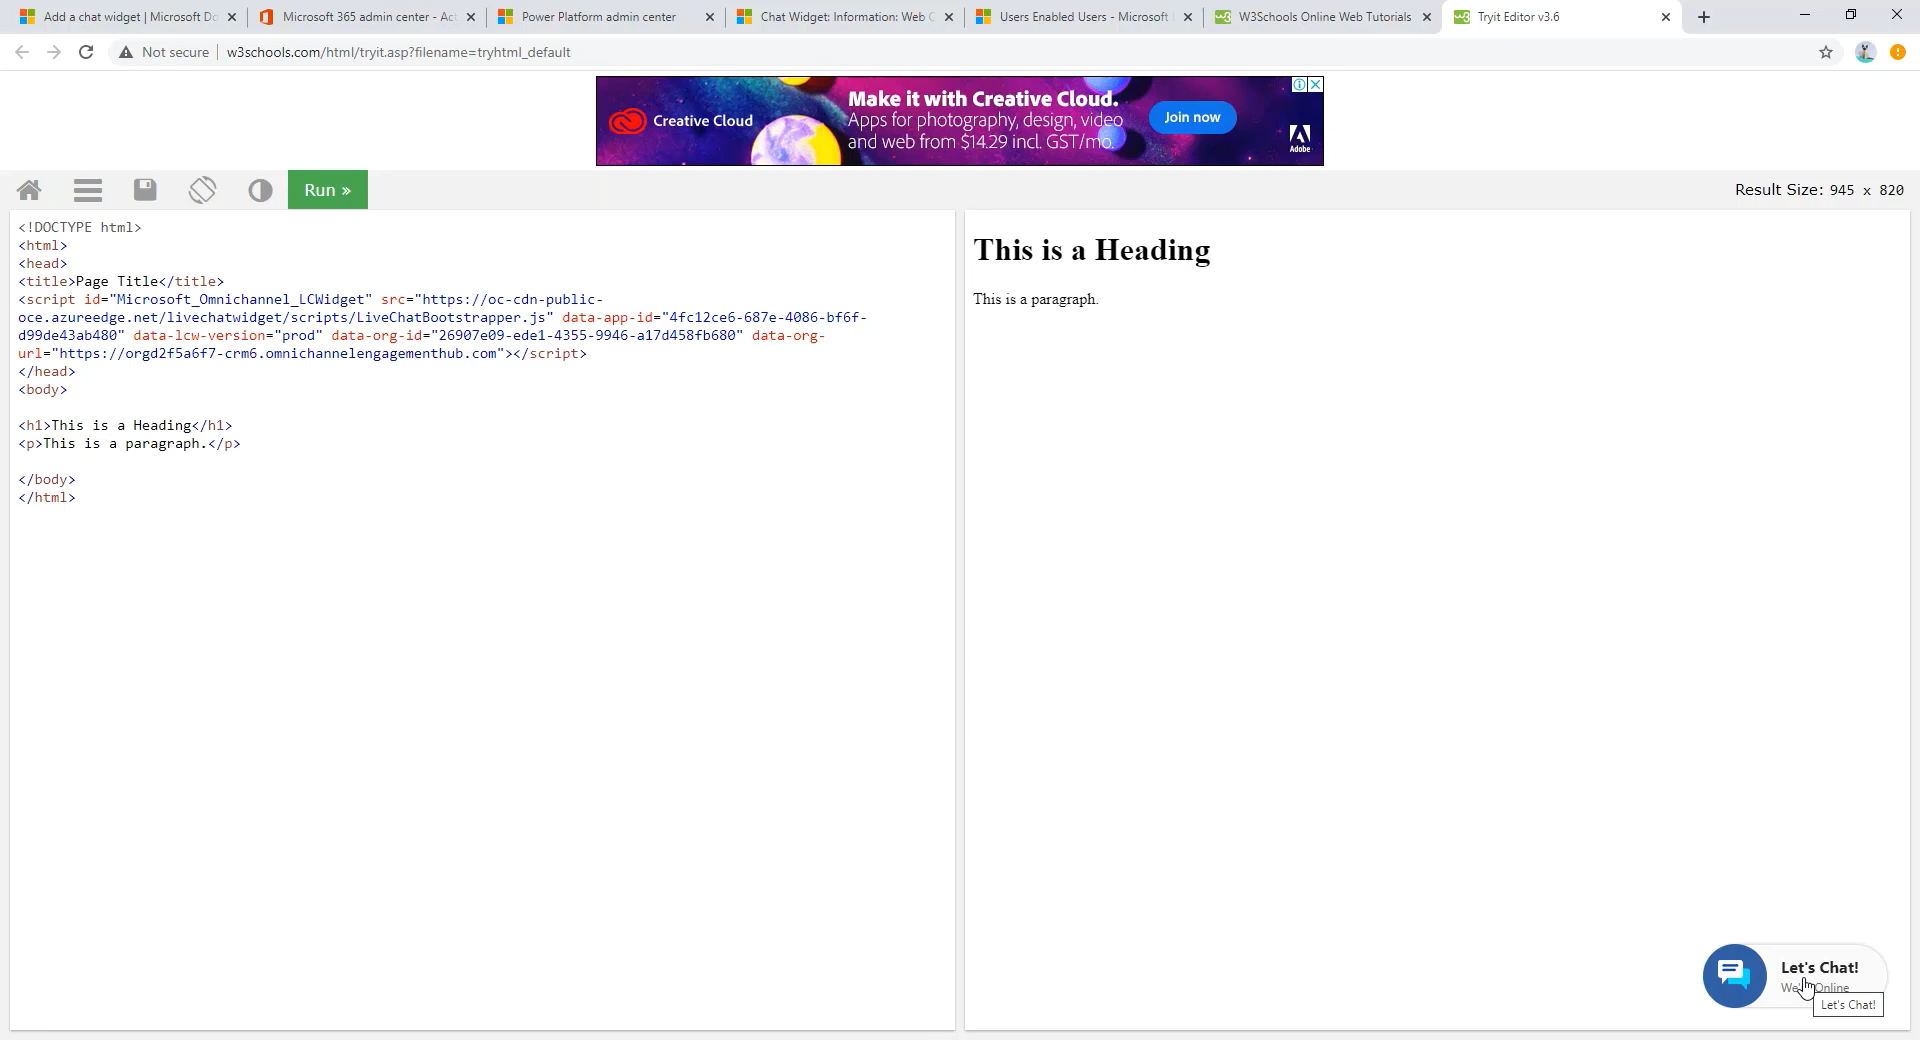 Add a chat widget | Microsoft Do
Microsoft 365 admin center - Act
Power Platform admin center
Chat Widget: Information: Web C
Users Enabled Users - Microsoft
W3Schools Online Web Tutorials
Tryit Editor v3.6
Not secure
w3schools.com/html/tryit.asp?filename=tryhtml_default
Creative Cloud
Make it with Creative Cloud.
Apps for photography, design, video
and web from $14.29 incl. GST/mo.
Join now
Adobe
Run »
Result Size: 945 x 820
<!DOCTYPE html>
<html>
<head>
<title>Page Title</title>
<script id="Microsoft_Omnichannel_LCWidget" src="https://oc-cdn-public-
oce.azureedge.net/livechatwidget/scripts/LiveChatBootstrapper.js" data-app-id="4fc12ce6-687e-4086-bf6f-
d99de43ab480" data-lcw-version="prod" data-org-id="26907e09-ede1-4355-9946-a17d458fb680" data-org-
url="https://orgd2f5a6f7-crm6.omnichannelengagementhub.com"></script>
</head>
<body>
<h1>This is a Heading</h1>
<p>This is a paragraph.</p>
</body>
</html>
This is a Heading
This is a paragraph.
Let's Chat!
Online
Let's Chat!